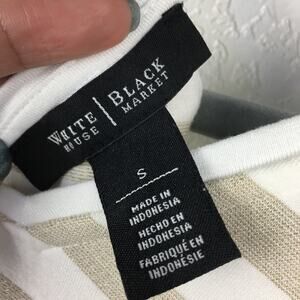 WHITE HOUSE | BLACK MARKET
S
MADE IN
INDONESIA
HECHO EN
INDONESIA
FABRIQUÉ EN
INDONÉSIE